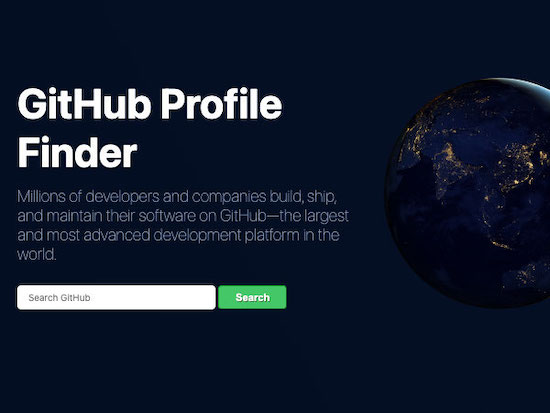 GitHub Profile
Finder
Millions of developers and companies build, ship,
and maintain their software on GitHub—the largest
and most advanced development platform in the
world.
Search GitHub
Search